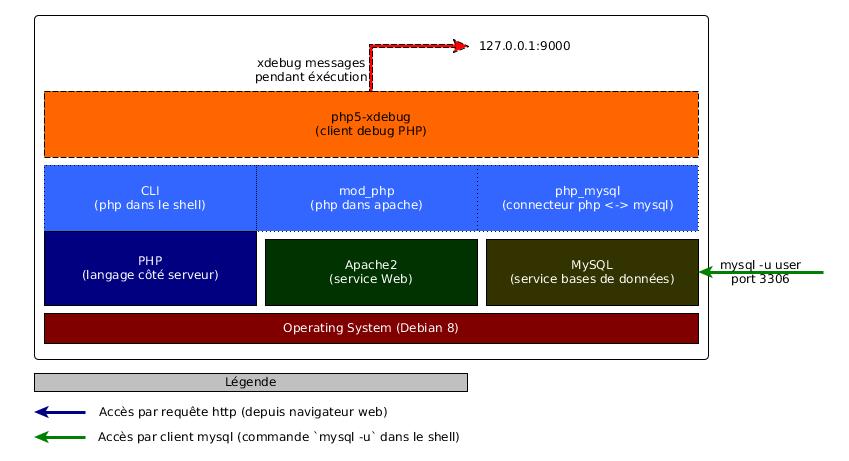 127.0.0.1:9000
xdebug messages
pendant éxécution
php5-xdebug
(client debug PHP)
CLI
(php dans le shell)
mod_php
(php dans apache)
php_mysql
(connecteur php <-> mysql)
PHP
(langage côté serveur)
Apache2
(service Web)
MySQL
(service bases de données)
mysql -u user
port 3306
Operating System (Debian 8)
Légende
Accès par requête http (depuis navigateur web)
Accès par client mysql (commande `mysql -u` dans le shell)